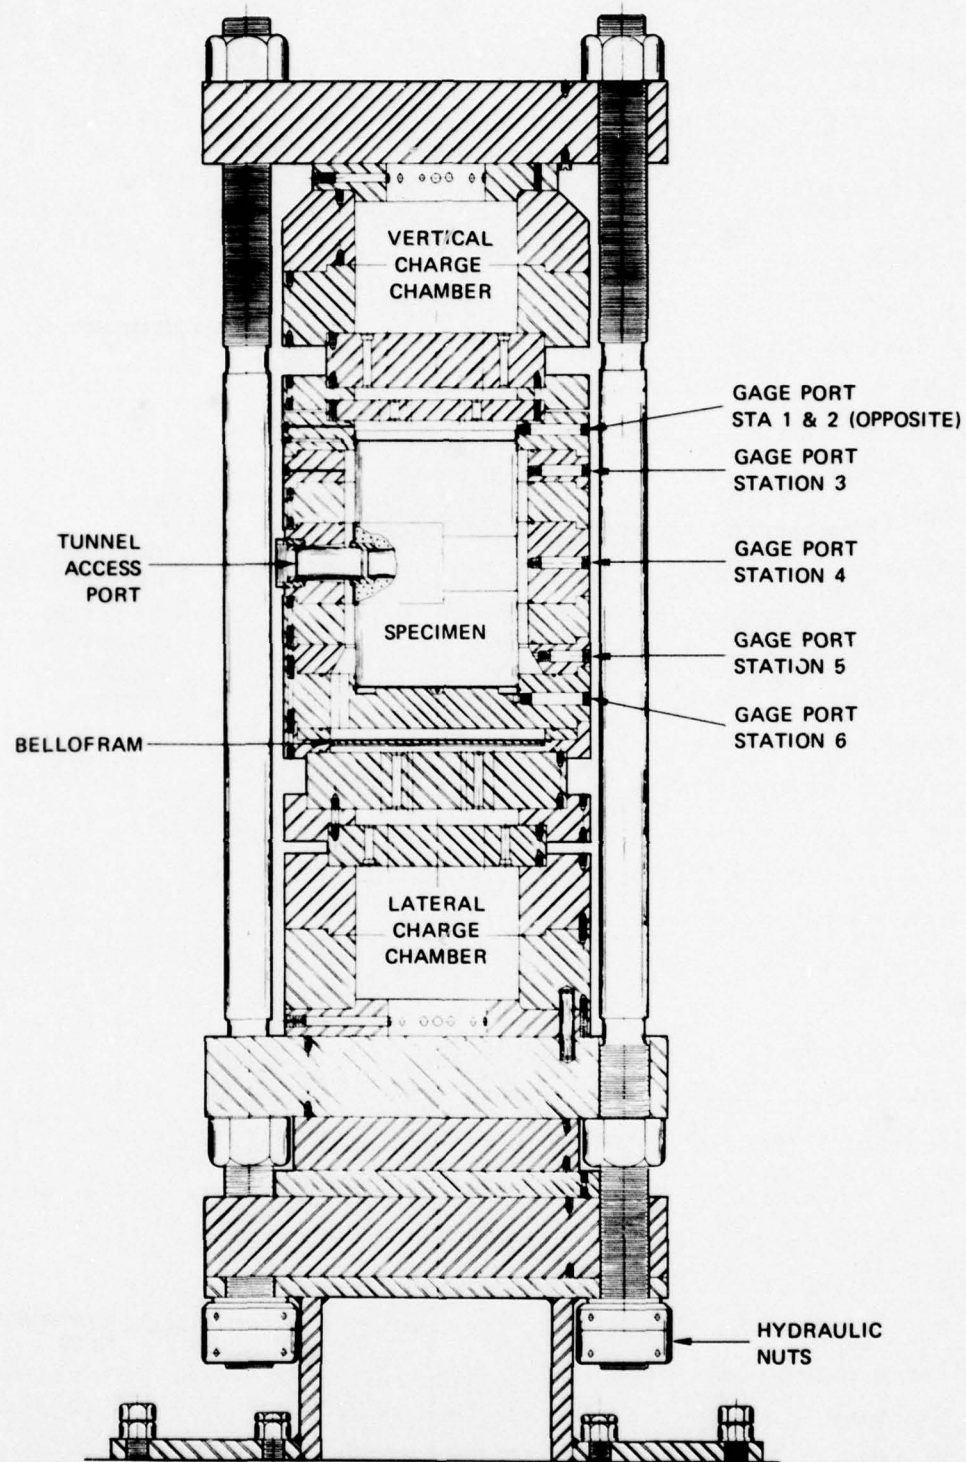 VERTICAL
CHARGE
CHAMBER
GAGE PORT
STA 1 & 2 (OPPOSITE)
GAGE PORT
STATION 3
TUNNEL
ACCESS
PORT
GAGE PORT
STATION 4
SPECIMEN
GAGE PORT
STATION 5
GAGE PORT
STATION 6
BELLOFRAM
LATERAL
CHARGE
CHAMBER
HYDRAULIC
NUTS